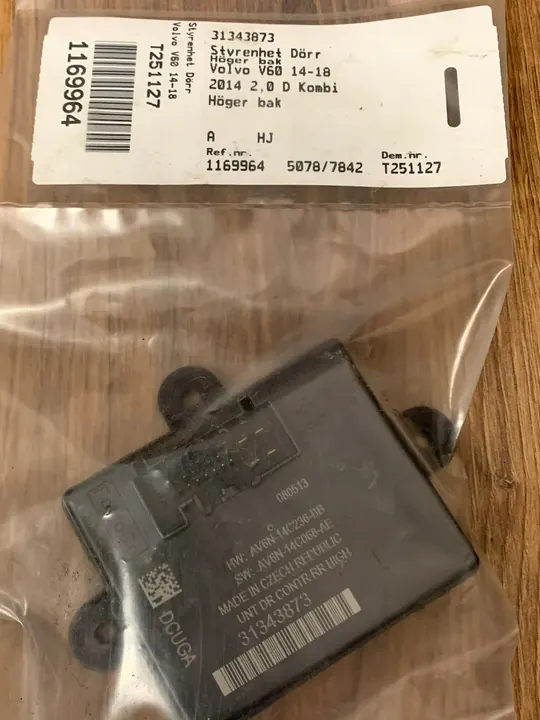 31343873
Styrenhet Dörr
Höger bak
Volvo V60 14-18
2014 2,0 D Kombi
Höger bak
A HJ
Ref.nr.
1169964 5078/7842
Dem.nr.
T251127
Styrenhet Dörr
Volvo V60 14-18
T251127
1169964
080513
C
HW: AV6N-14C236-BB
SW: AV6N-14C068-AE
MADE IN CZECH REPUBLIC
UNT DR CONTR RR WIGH
31343873
DCUGA